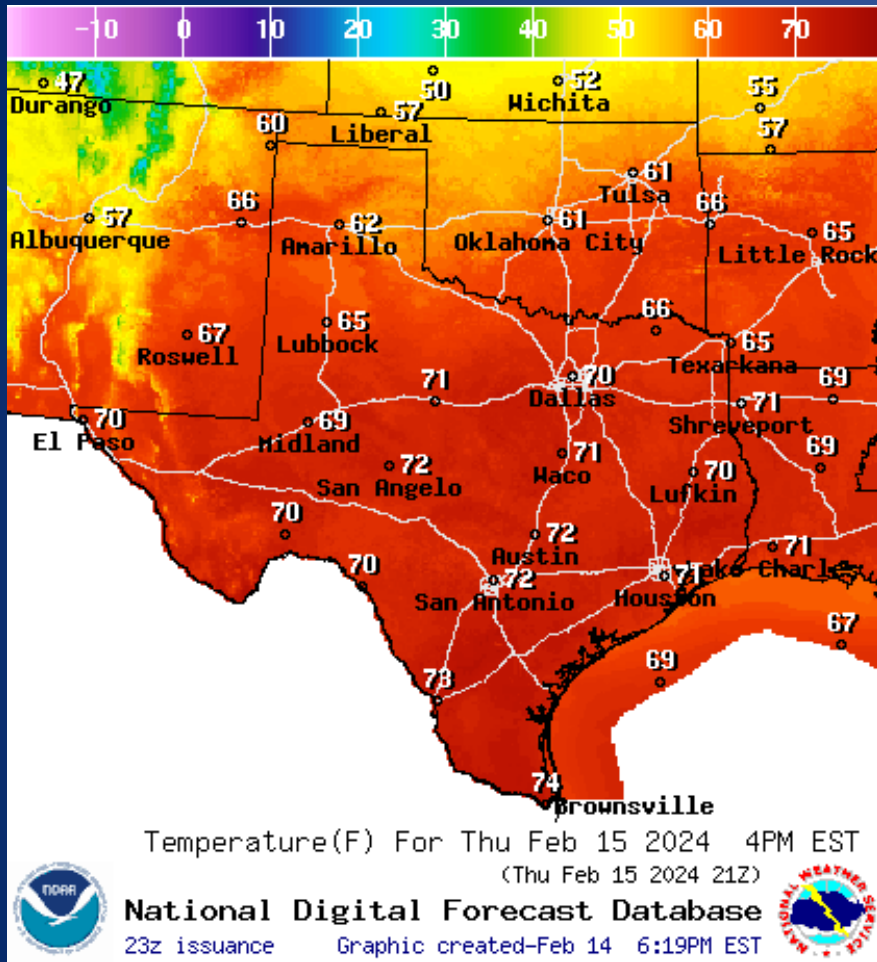 -10 0 10 20 30 40 50 60 70
47 50 52 55
Durango Wichita
57 57
Liberal
60
61
Tulsa
57 66 62 61 66 65
Albuquerque Amarillo Oklahoma City Little Rock
67 65 66 65
Roswell Lubbock Texarkana
70
Dallas
70 69 71 71 69
El Paso Midland Shreveport
72 71 70 69
San Angelo Waco Lufkin
70 72 71
Austin Lake Charles
70 72 71
San Antonio Houston
67
69
73
74
Brownsville
Temperature(F) For Thu Feb 15 2024 4PM EST
(Thu Feb 15 2024 21Z)
NOAA
National Digital Forecast Database
NATIONAL WEATHER SERVICE
23z issuance Graphic created-Feb 14 6:19PM EST